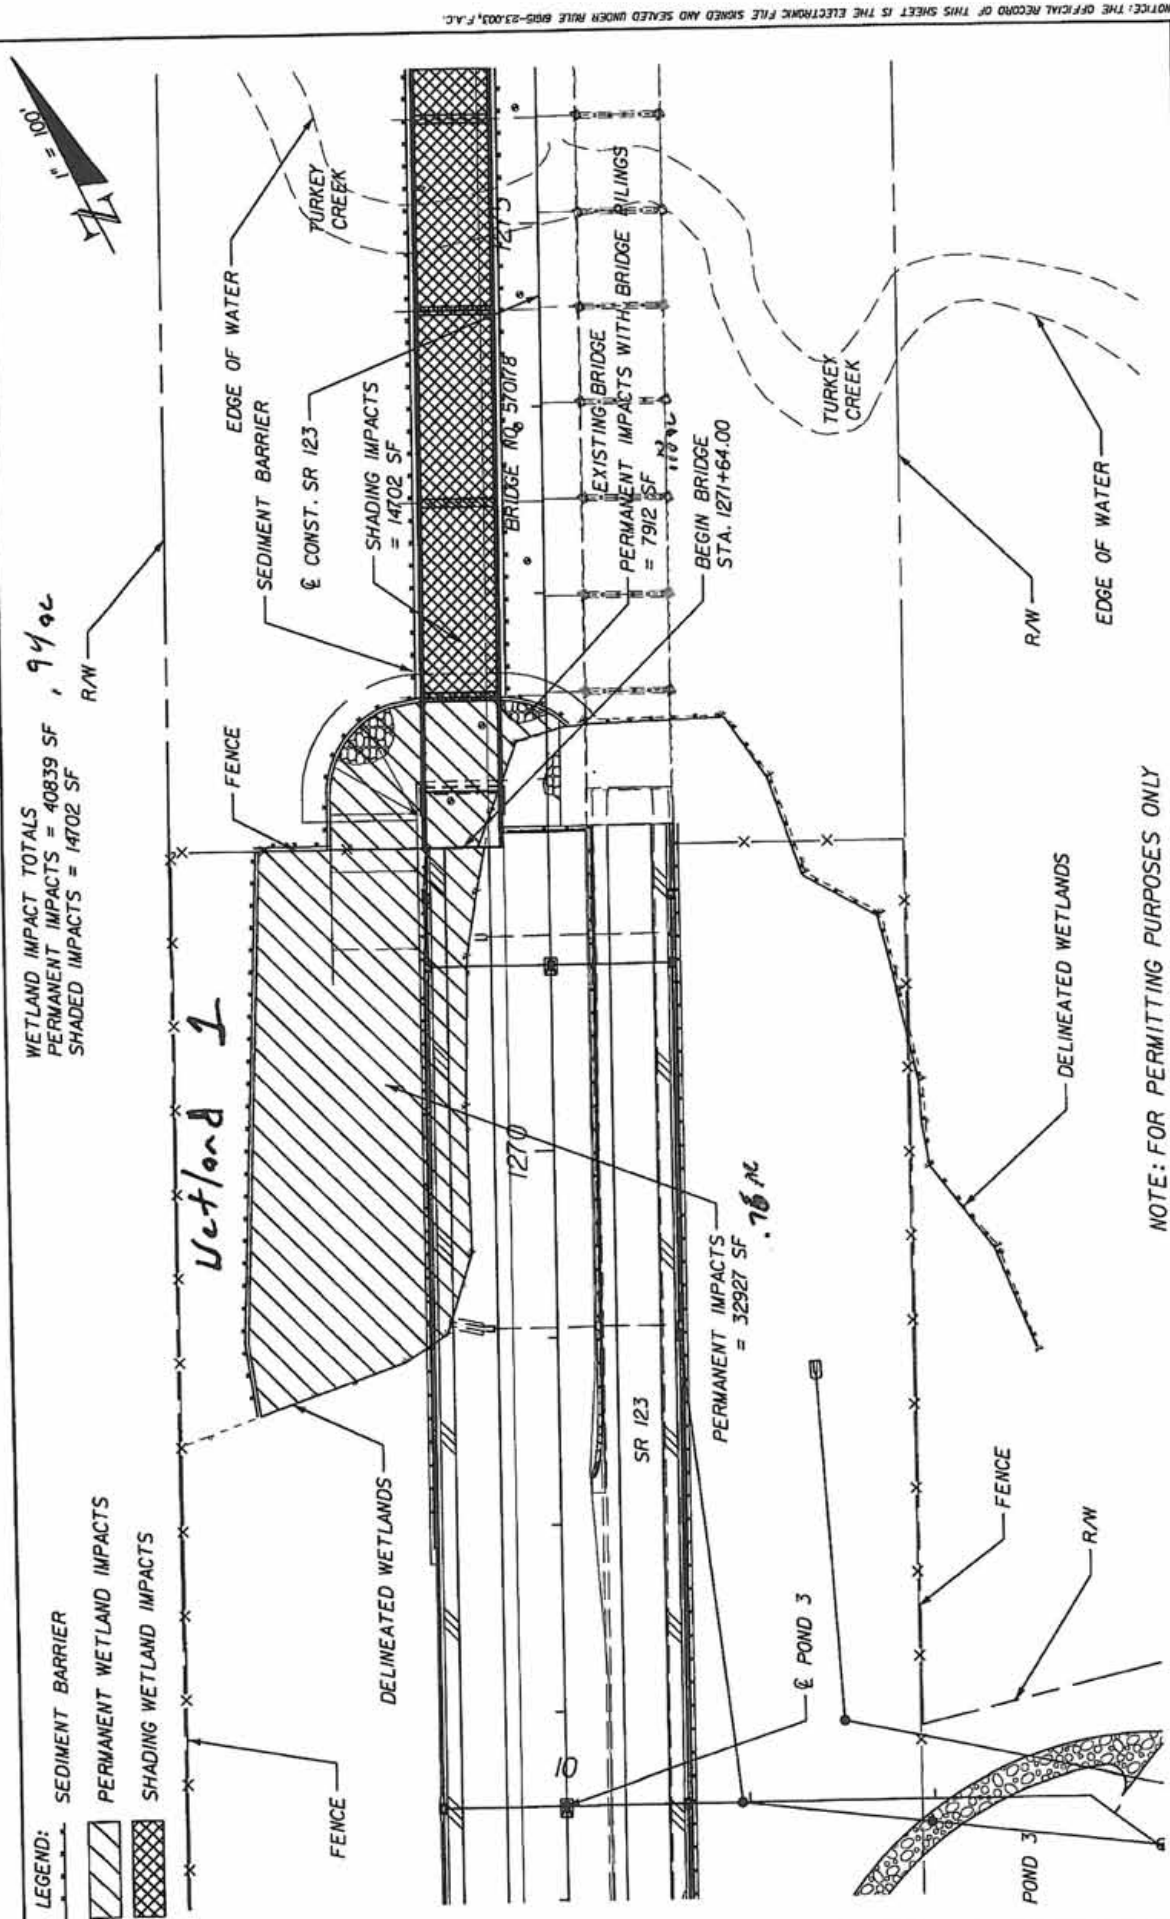 NOTICE: THE OFFICIAL RECORD OF THIS SHEET IS THE ELECTRONIC FILE SIGNED AND SEALED UNDER RULE 61G15-23.003, F.A.C.
LEGEND:
SEDIMENT BARRIER
PERMANENT WETLAND IMPACTS
SHADING WETLAND IMPACTS
WETLAND IMPACT TOTALS
PERMANENT IMPACTS = 40839 SF , 94 ac
SHADED IMPACTS = 14702 SF
1" = 100'
N
R/W
Wetland 1
FENCE
FENCE
EDGE OF WATER
SEDIMENT BARRIER
TURKEY
CREEK
℄ CONST. SR 123
SHADING IMPACTS
= 14702 SF
1275
BRIDGE NO. 570178
EXISTING BRIDGE
PERMANENT IMPACTS WITH BRIDGE PILINGS
= 7912 SF
BEGIN BRIDGE
STA. 1271+64.00
DELINEATED WETLANDS
1270
10
SR 123
PERMANENT IMPACTS
= 32927 SF
℄ POND 3
TURKEY
CREEK
R/W
EDGE OF WATER
DELINEATED WETLANDS
FENCE
R/W
POND 3
NOTE: FOR PERMITTING PURPOSES ONLY